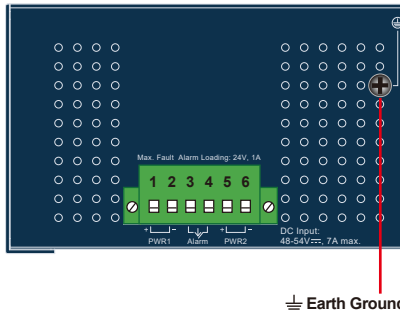 Max. Fault Alarm Loading: 24V, 1A
1 2 3 4 5 6
+ − + −
PWR1 Alarm PWR2
DC Input:
48-54V⎓, 7A max.
Earth Ground